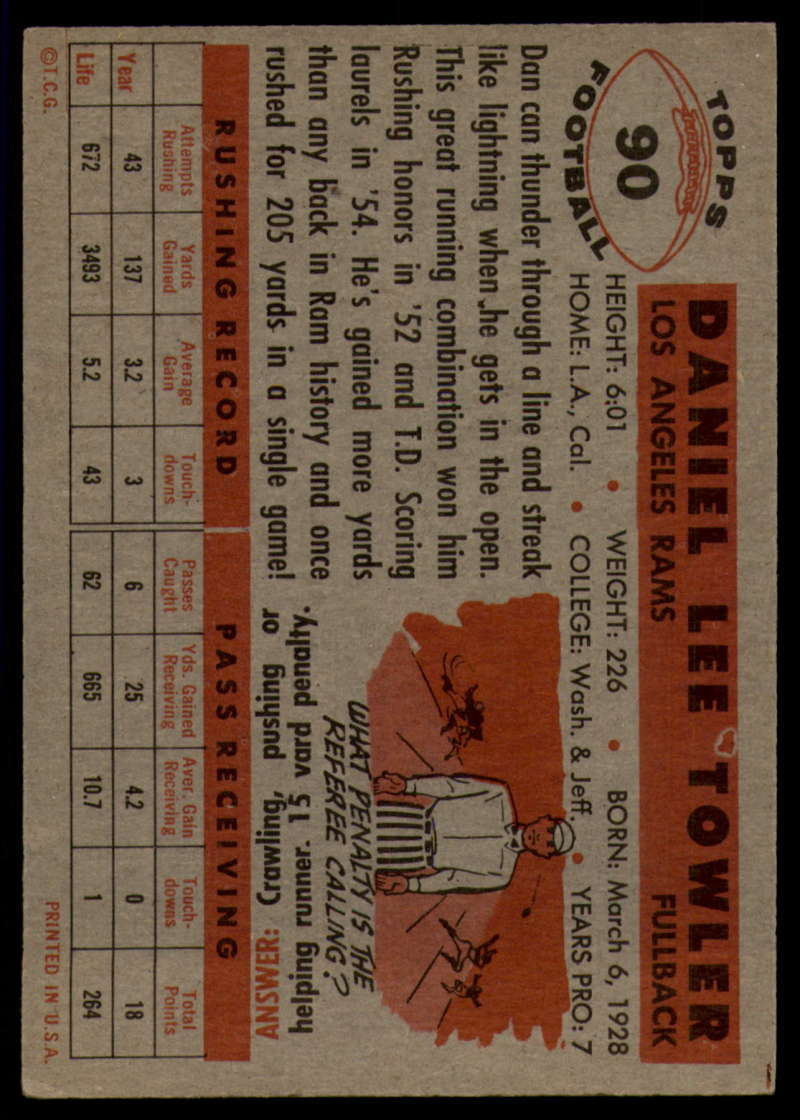 TOPPS
90
FOOTBALL
DANIEL LEE TOWLER
LOS ANGELES RAMS FULLBACK
HEIGHT: 6:01 • WEIGHT: 226 • BORN: March 6, 1928
HOME: L.A., Cal. • COLLEGE: Wash. & Jeff. • YEARS PRO: 7
Dan can thunder through a line and streak
like lightning when he gets in the open.
This great running combination won him
Rushing honors in '52 and T.D. Scoring
laurels in '54. He's gained more yards
than any back in Ram history and once
rushed for 205 yards in a single game!
WHAT PENALTY IS THE
REFEREE CALLING?
ANSWER: Crawling, pushing or
helping runner. 15 yard penalty.
RUSHING RECORD PASS RECEIVING
Attempts Rushing Yards Gained Average Gain Touch-downs Passes Caught Yds. Gained Receiving Aver. Gain Receiving Touch-downs Total Points
Year 43 137 3.2 3 6 25 4.2 0 18
Life 672 3493 5.2 43 62 665 10.7 1 264
©T.C.G. PRINTED IN U.S.A.